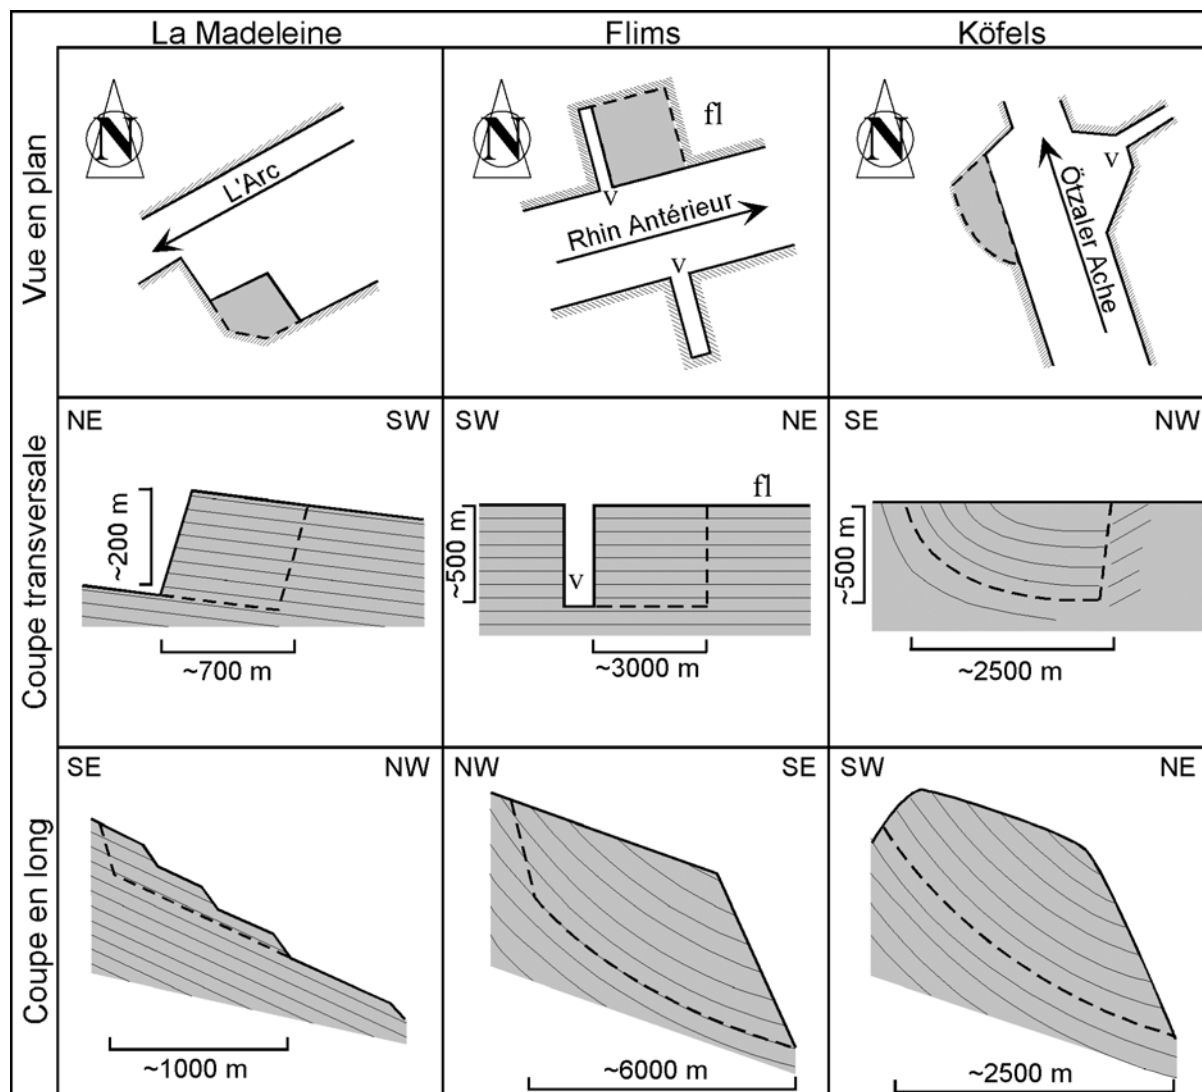 La Madeleine
Flims
Köfels
Vue en plan
N
L'Arc
N
fl
v
Rhin Antérieur
v
N
v
Ötzaler Ache
Coupe transversale
NE
SW
~200 m
~700 m
SW
NE
fl
~500 m
v
~3000 m
SE
NW
~500 m
~2500 m
Coupe en long
SE
NW
~1000 m
NW
SE
~6000 m
SW
NE
~2500 m